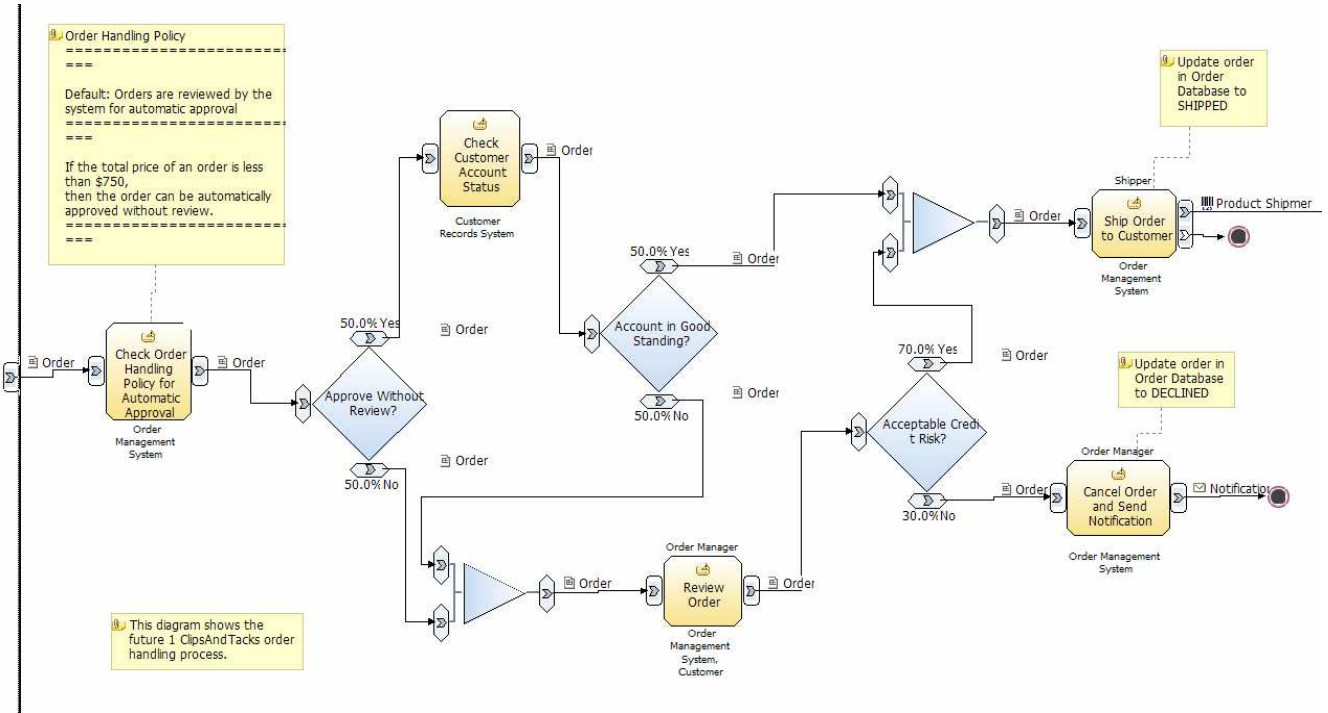 Order Handling Policy
==========================
===
Default: Orders are reviewed by the
system for automatic approval
==========================
===
If the total price of an order is less
than $750,
then the order can be automatically
approved without review.
==========================
===
Order
Check Order
Handling
Policy for
Automatic
Approval
Order
Management
System
Order
50.0% Yes
Order
Approve Without
Review?
50.0% No
Order
Check
Customer
Account
Status
Customer
Records System
Order
50.0% Yes
Order
Account in Good
Standing?
50.0% No
Order
Order
Order Manager
Review
Order
Order
Management
System,
Customer
Order
70.0% Yes
Order
Acceptable Credi
t Risk?
30.0% No
Order
Order
Update order
in Order
Database to
SHIPPED
Shipper
Ship Order
to Customer
Order
Management
System
Product Shipmer
Update order in
Order Database
to DECLINED
Order Manager
Cancel Order
and Send
Notification
Order Management
System
Notification
This diagram shows the
future 1 ClipsAndTacks order
handling process.